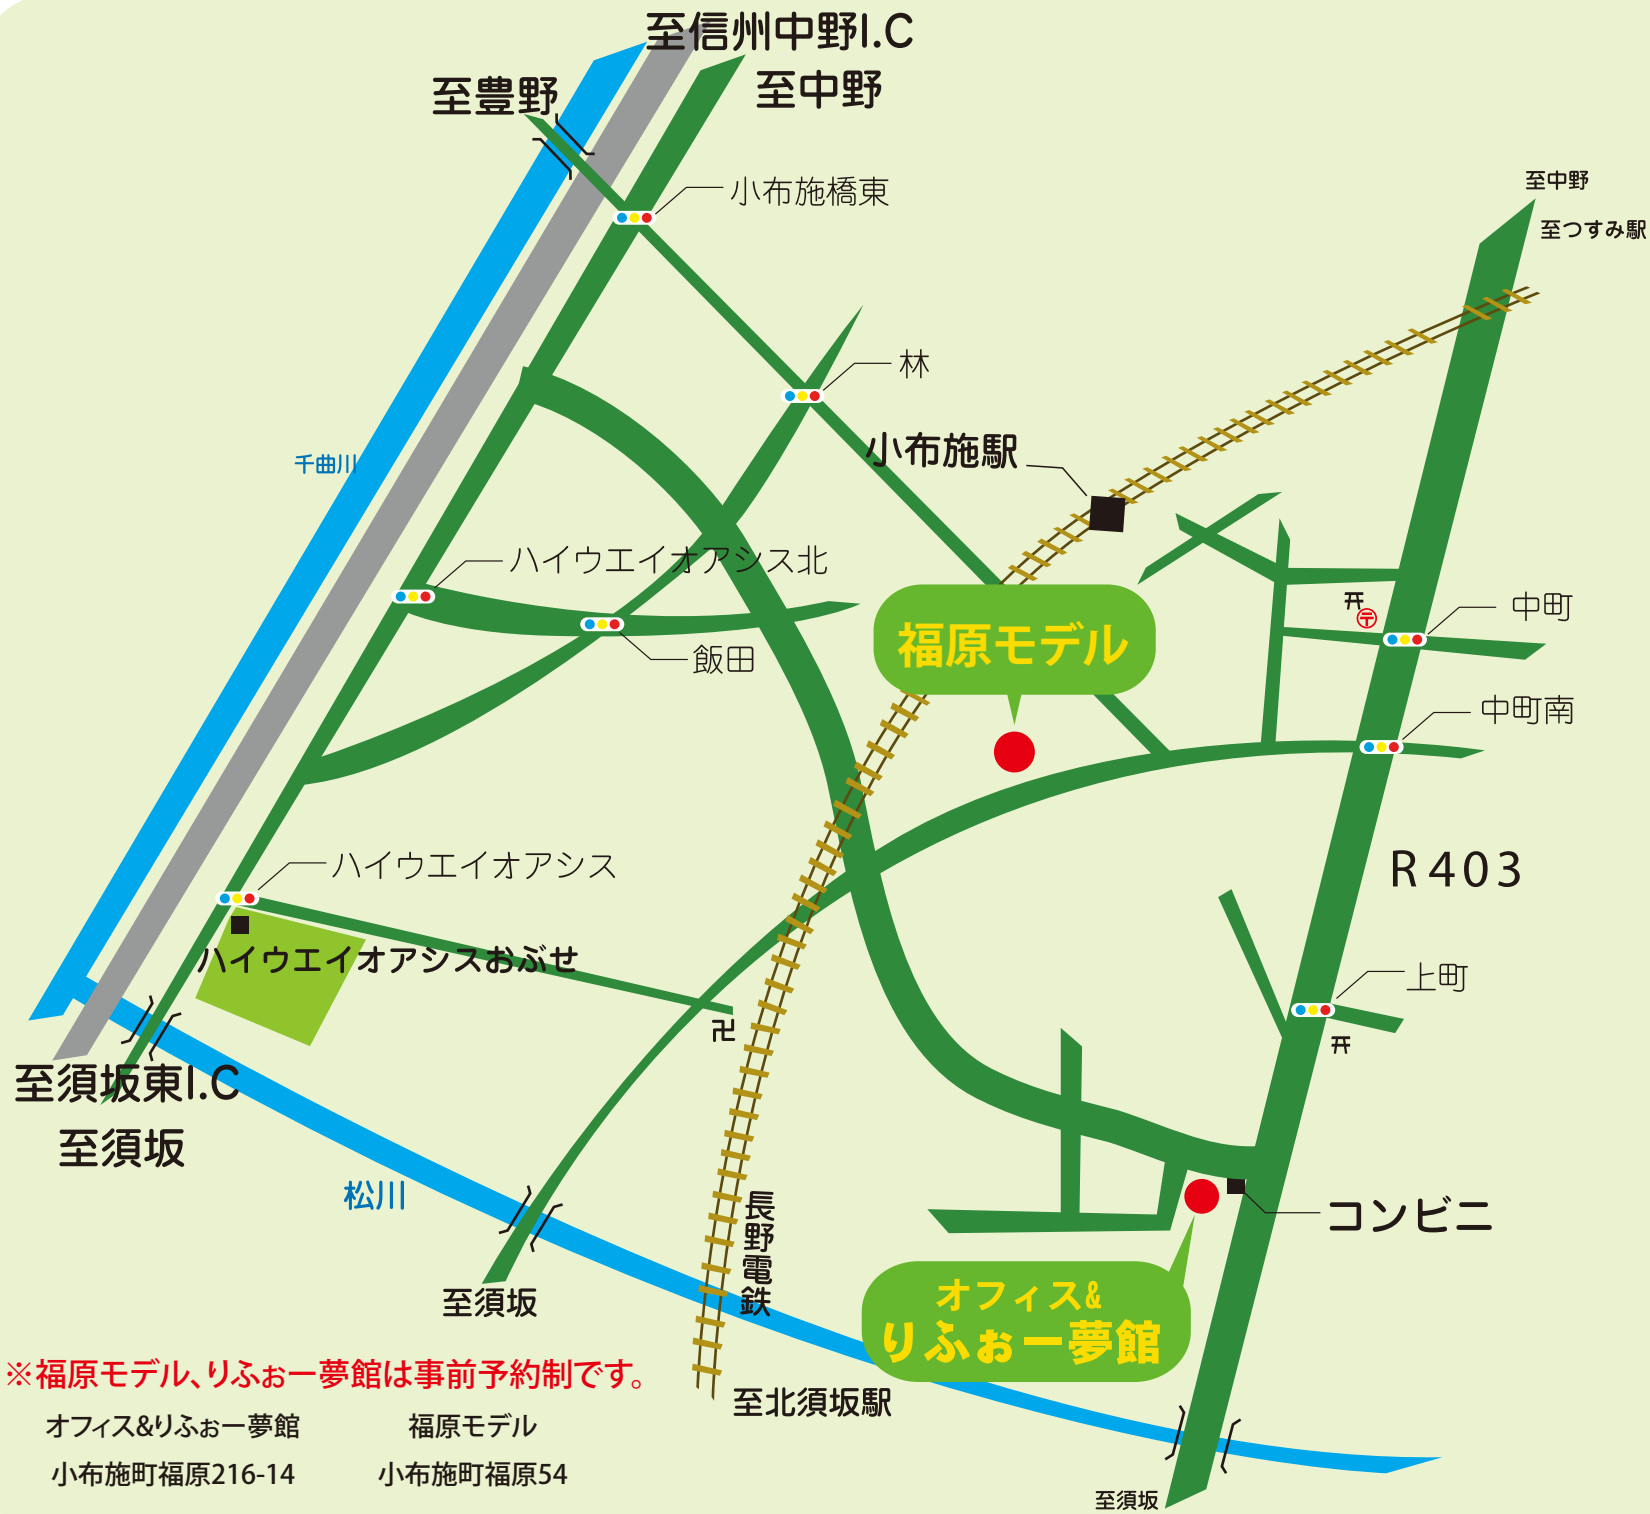 至信州中野I.C
至豊野
至中野
小布施橋東
至中野
至つすみ駅
林
小布施駅
千曲川
ハイウエイオアシス北
飯田
福原モデル
开
〒
中町
中町南
ハイウエイオアシス
R403
ハイウエイオアシスおぶせ
上町
卍
开
至須坂東I.C
至須坂
松川
長野電鉄
コンビニ
至須坂
オフィス&
りふぉー夢館
※福原モデル、りふぉー夢館は事前予約制です。
至北須坂駅
オフィス&りふぉー夢館
福原モデル
小布施町福原216-14
小布施町福原54
至須坂